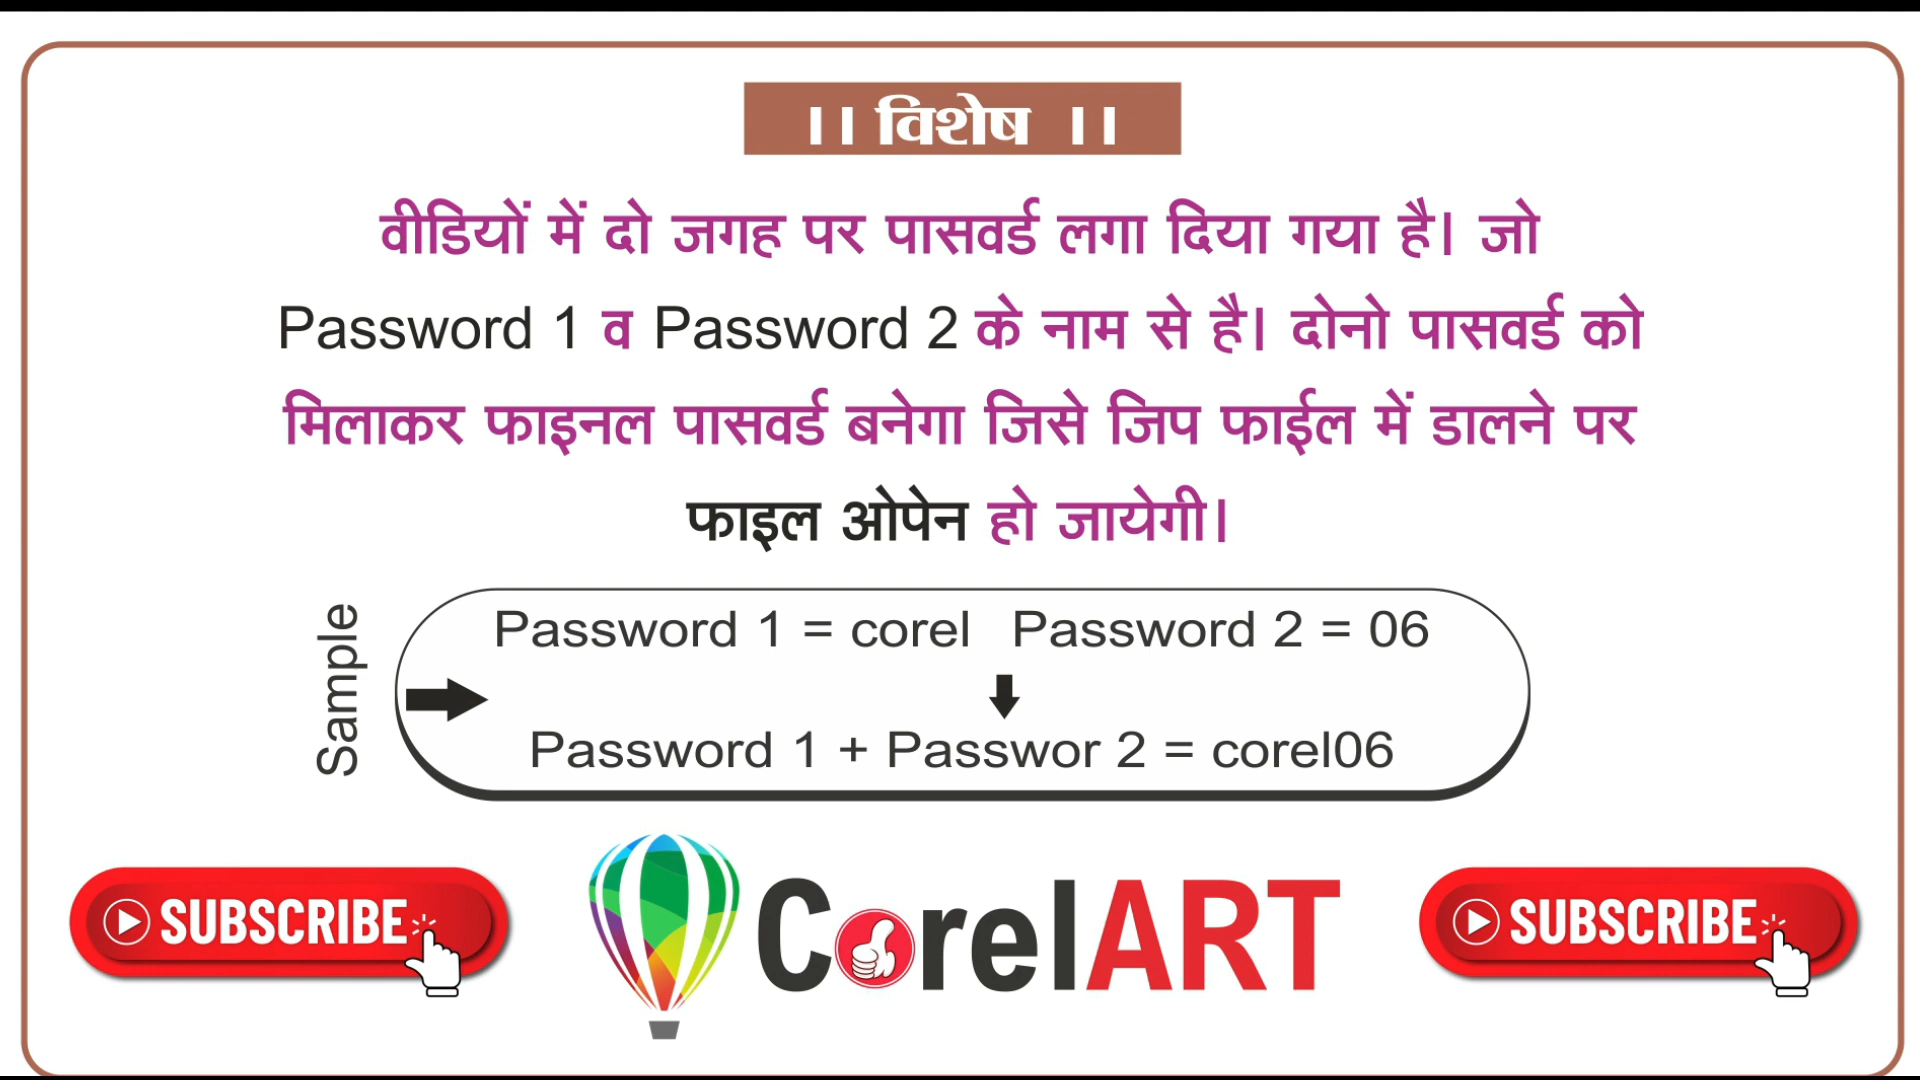 ।। विशेष ।।
वीडियों में दो जगह पर पासवर्ड लगा दिया गया है। जो
Password 1 व Password 2 के नाम से है। दोनो पासवर्ड को
मिलाकर फाइनल पासवर्ड बनेगा जिसे जिप फाईल में डालने पर
फाइल ओपेन हो जायेगी।
Sample
Password 1 = corel Password 2 = 06
Password 1 + Passwor 2 = corel06
SUBSCRIBE
CorelART
SUBSCRIBE